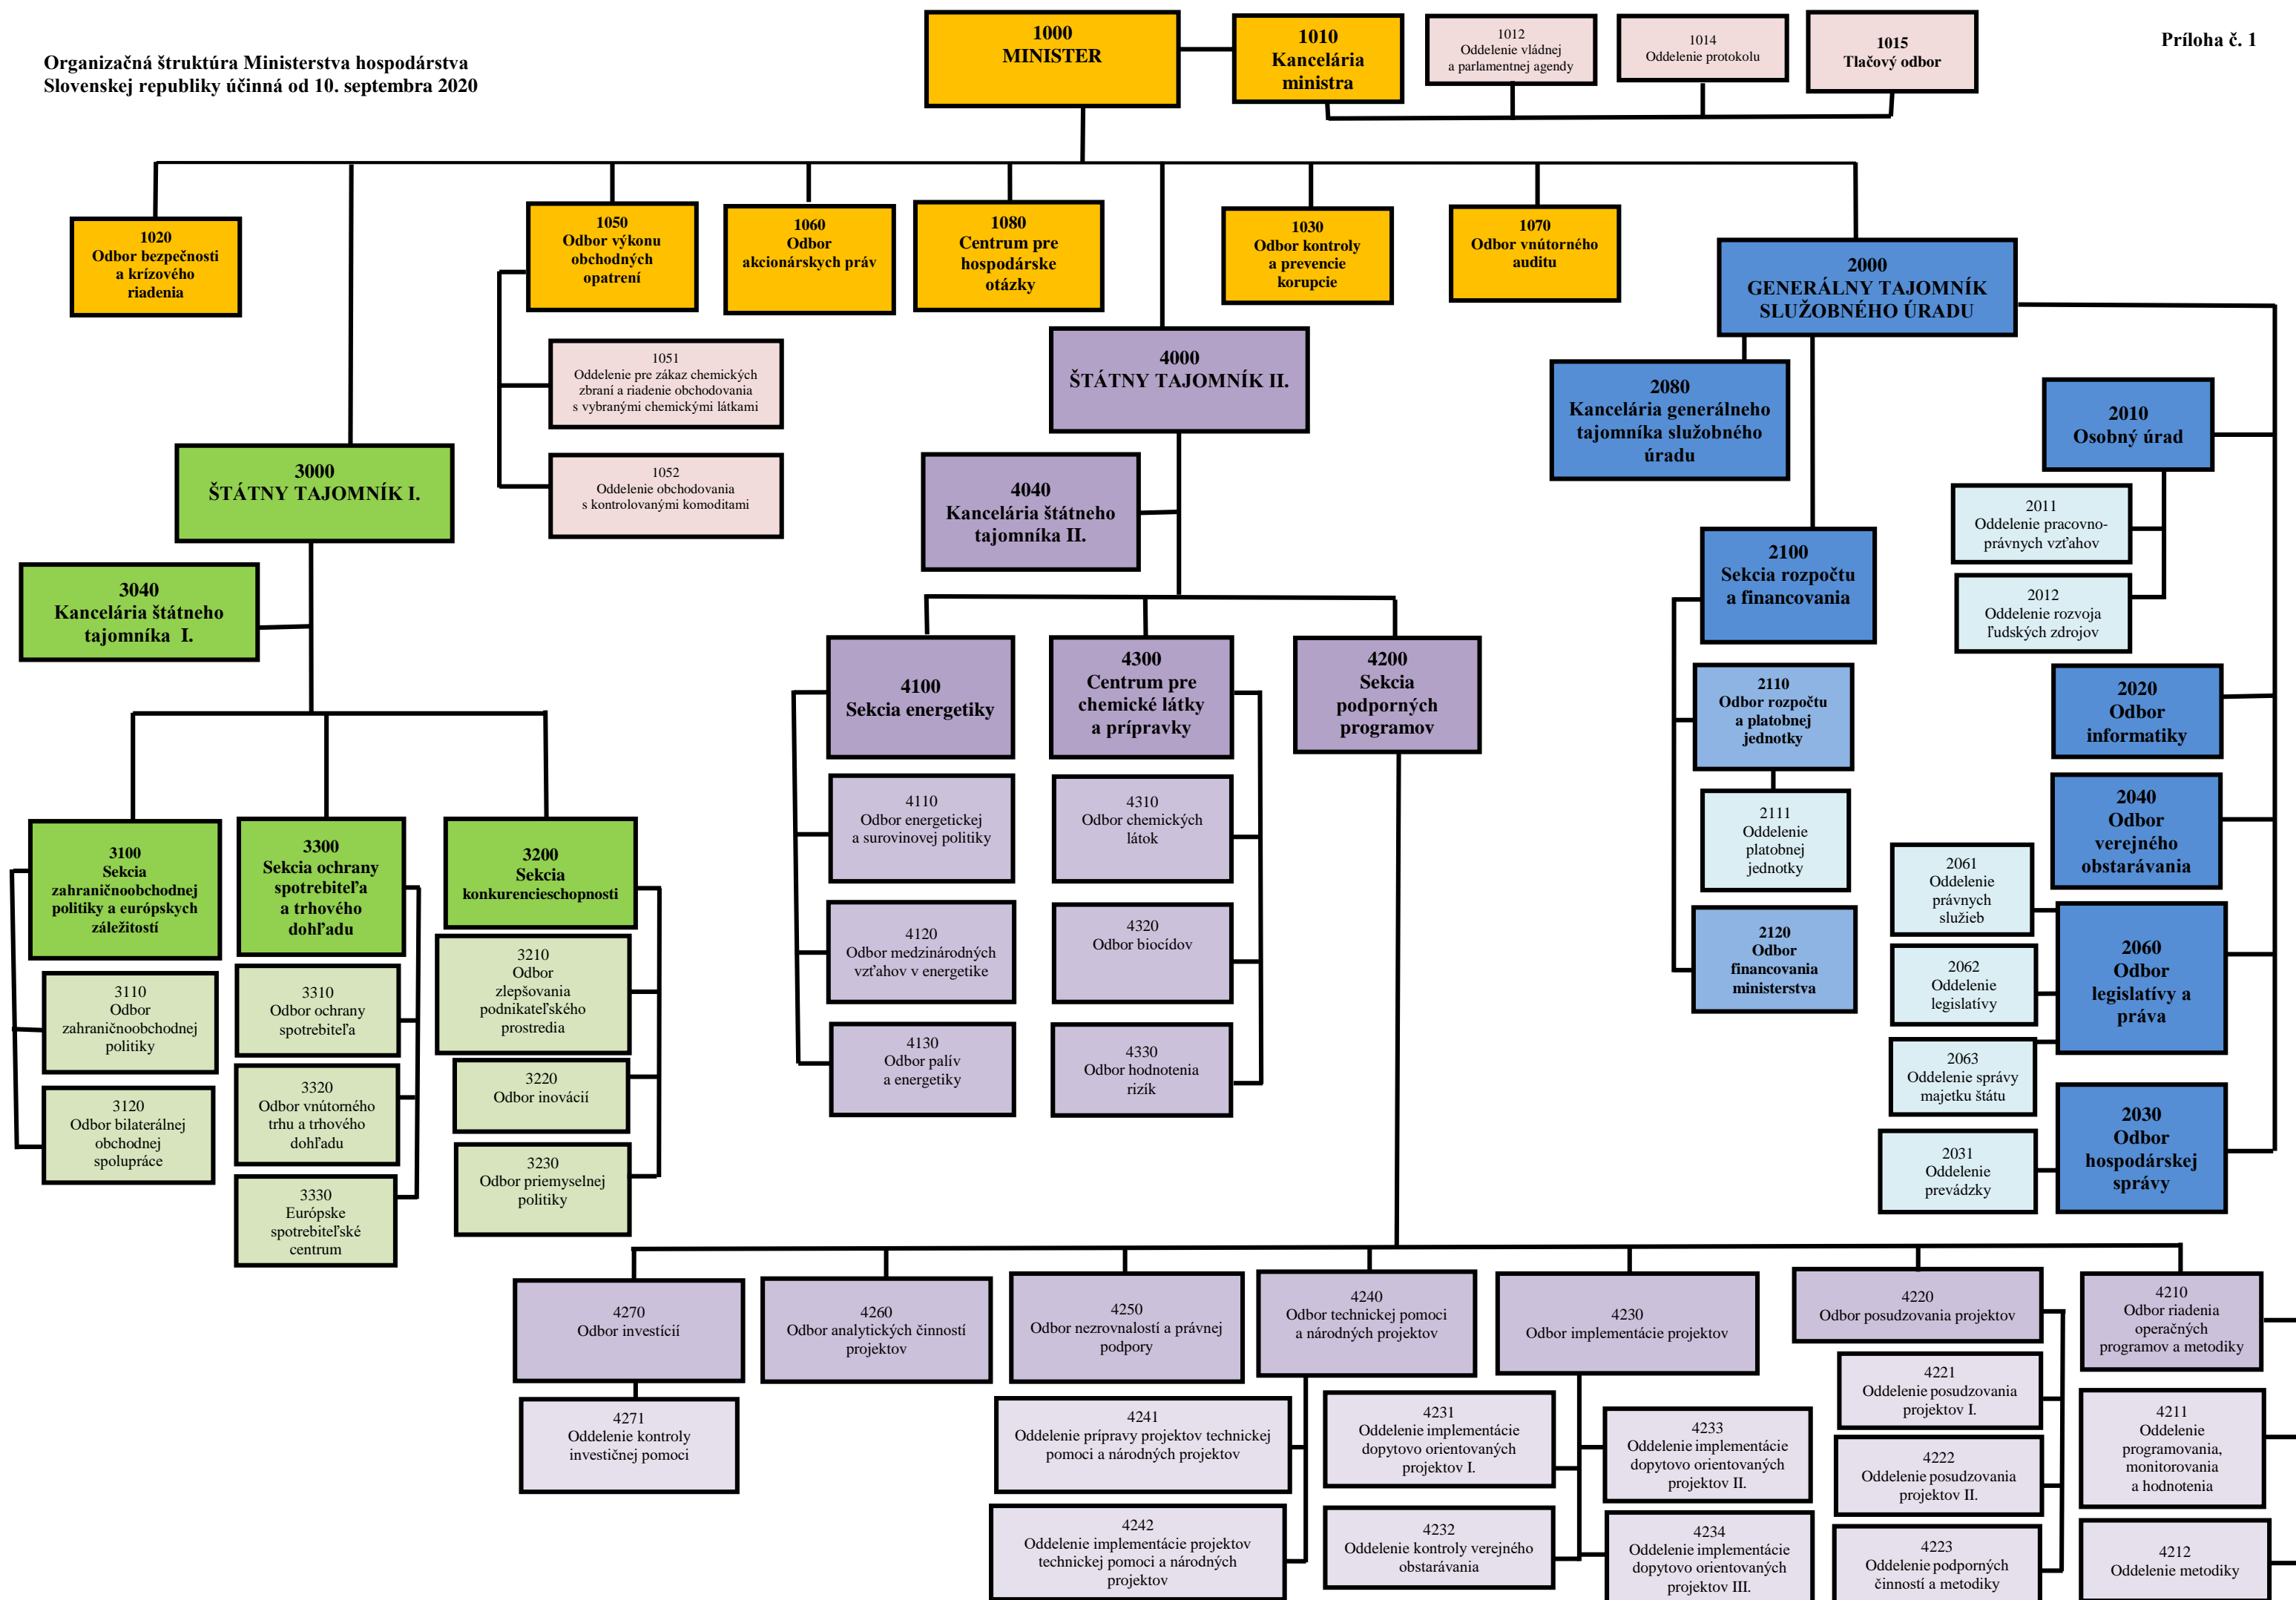 Organizačná štruktúra Ministerstva hospodárstva
Slovenskej republiky účinná od 10. septembra 2020
Príloha č. 1
1000
MINISTER
1010
Kancelária
ministra
1012
Oddelenie vládnej
a parlamentnej agendy
1014
Oddelenie protokolu
1015
Tlačový odbor
1020
Odbor bezpečnosti
a krízového
riadenia
1050
Odbor výkonu
obchodných
opatrení
1060
Odbor
akcionárskych práv
1080
Centrum pre
hospodárske
otázky
1030
Odbor kontroly
a prevencie
korupcie
1070
Odbor vnútorného
auditu
2000
GENERÁLNY TAJOMNÍK
SLUŽOBNÉHO ÚRADU
1051
Oddelenie pre zákaz chemických
zbraní a riadenie obchodovania
s vybranými chemickými látkami
1052
Oddelenie obchodovania
s kontrolovanými komoditami
3000
ŠTÁTNY TAJOMNÍK I.
3040
Kancelária štátneho
tajomníka I.
3100
Sekcia
zahraničnoobchodnej
politiky a európskych
záležitostí
3110
Odbor
zahraničnoobchodnej
politiky
3120
Odbor bilaterálnej
obchodnej
spolupráce
3300
Sekcia ochrany
spotrebiteľa
a trhového
dohľadu
3310
Odbor ochrany
spotrebiteľa
3320
Odbor vnútorného
trhu a trhového
dohľadu
3330
Európske
spotrebiteľské
centrum
3200
Sekcia
konkurencieschopnosti
3210
Odbor
zlepšovania
podnikateľského
prostredia
3220
Odbor inovácií
3230
Odbor priemyselnej
politiky
4000
ŠTÁTNY TAJOMNÍK II.
4040
Kancelária štátneho
tajomníka II.
4100
Sekcia energetiky
4110
Odbor energetickej
a surovinovej politiky
4120
Odbor medzinárodných
vzťahov v energetike
4130
Odbor palív
a energetiky
4300
Centrum pre
chemické látky
a prípravky
4310
Odbor chemických
látok
4320
Odbor biocídov
4330
Odbor hodnotenia
rizík
4200
Sekcia
podporných
programov
2080
Kancelária generálneho
tajomníka služobného
úradu
2100
Sekcia rozpočtu
a financovania
2110
Odbor rozpočtu
a platobnej
jednotky
2111
Oddelenie
platobnej
jednotky
2120
Odbor
financovania
ministerstva
2010
Osobný úrad
2011
Oddelenie pracovno-
právnych vzťahov
2012
Oddelenie rozvoja
ľudských zdrojov
2020
Odbor
informatiky
2040
Odbor
verejného
obstarávania
2061
Oddelenie
právnych
služieb
2062
Oddelenie
legislatívy
2063
Oddelenie správy
majetku štátu
2060
Odbor
legislatívy a
práva
2031
Oddelenie
prevádzky
2030
Odbor
hospodárskej
správy
4270
Odbor investícií
4260
Odbor analytických činností
projektov
4250
Odbor nezrovnalostí a právnej
podpory
4240
Odbor technickej pomoci
a národných projektov
4230
Odbor implementácie projektov
4220
Odbor posudzovania projektov
4210
Odbor riadenia
operačných
programov a metodiky
4271
Oddelenie kontroly
investičnej pomoci
4241
Oddelenie prípravy projektov technickej
pomoci a národných projektov
4242
Oddelenie implementácie projektov
technickej pomoci a národných
projektov
4231
Oddelenie implementácie
dopytovo orientovaných
projektov I.
4232
Oddelenie kontroly verejného
obstarávania
4233
Oddelenie implementácie
dopytovo orientovaných
projektov II.
4234
Oddelenie implementácie
dopytovo orientovaných
projektov III.
4221
Oddelenie posudzovania
projektov I.
4222
Oddelenie posudzovania
projektov II.
4223
Oddelenie podporných
činností a metodiky
4211
Oddelenie
programovania,
monitorovania
a hodnotenia
4212
Oddelenie metodiky